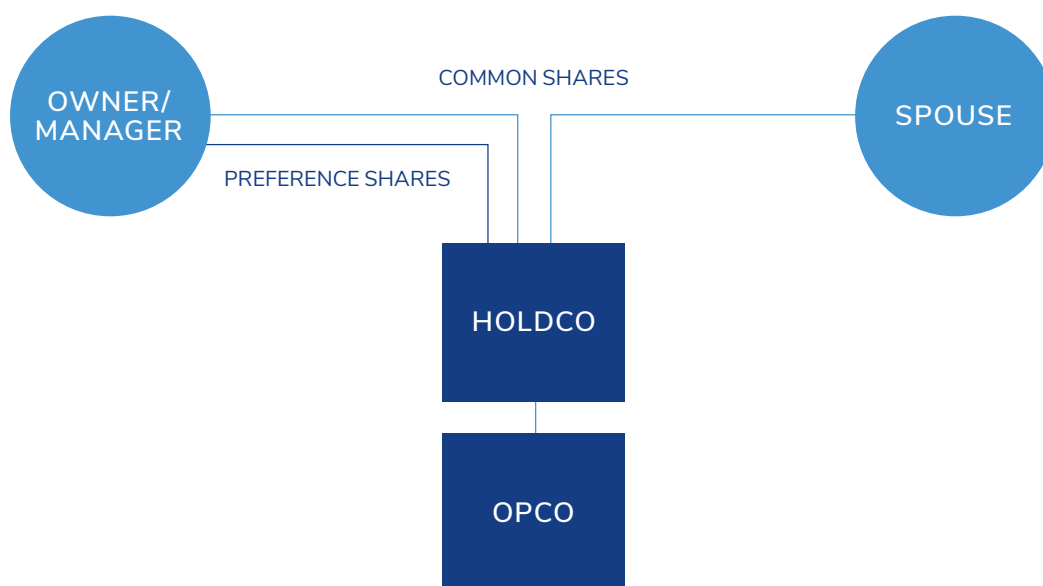 COMMON SHARES
OWNER/
MANAGER
SPOUSE
PREFERENCE SHARES
HOLDCO
OPCO